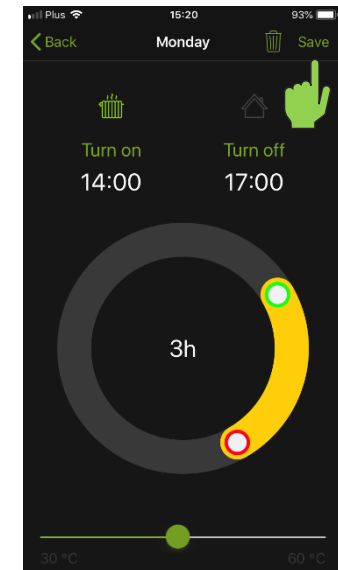 Plus 15:20 93%
Back Monday Save
Turn on Turn off
14:00 17:00
3h
30 °C 60 °C